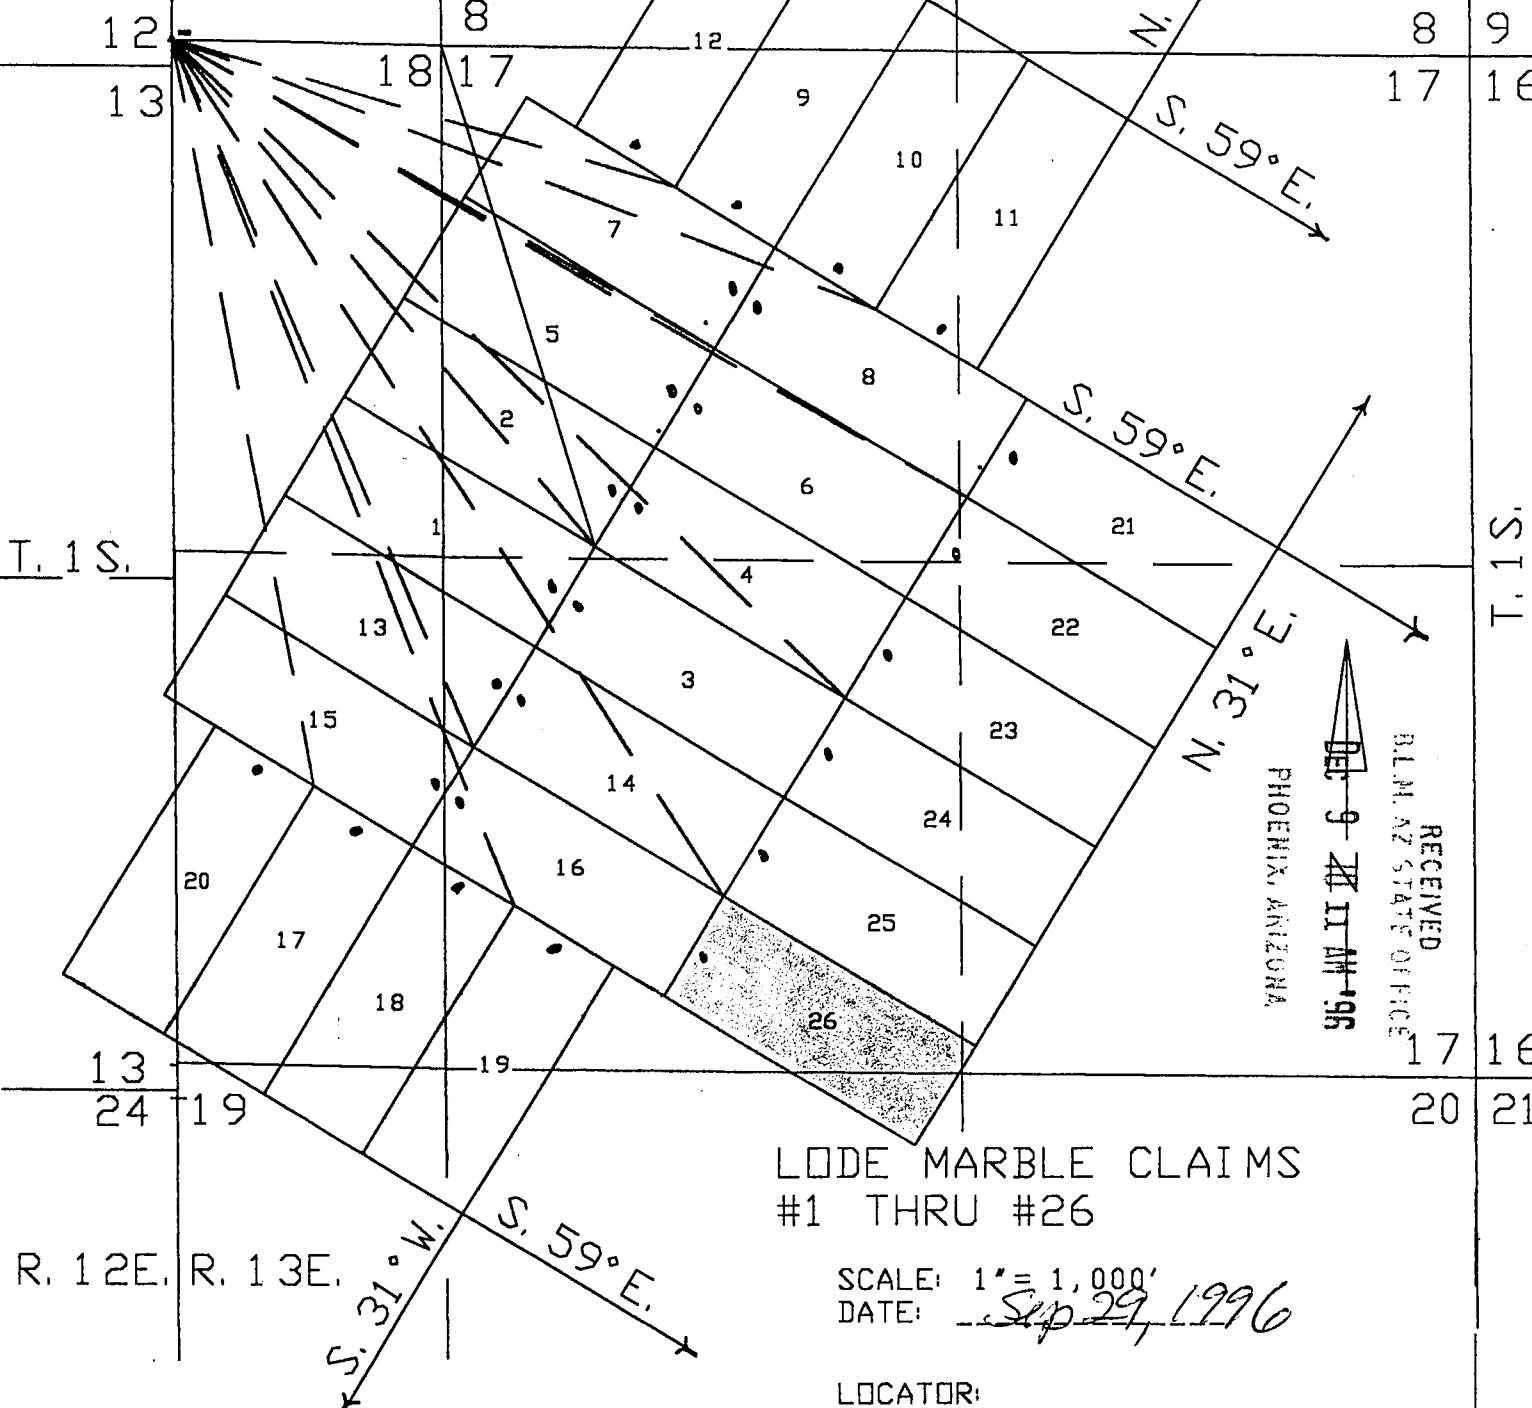 8
12
12
8 9
18 17
17 16
13
N.
9
S. 59° E.
10
11
7
5
8
2
S. 59° E.
6
1
21
T. 1 S.
T. 1 S.
4
13
22
N. 31° E.
3
15
23
14
24
16
20
25
17
18
26
RECEIVED
B.L.M. AZ STATE OFFICE
DEC 9 11 AM '96
PHOENIX, ARIZONA
13
19
17 16
24 19
20 21
LODE MARBLE CLAIMS
#1 THRU #26
S. 59° E.
S. 31° W.
R. 12E. R. 13E.
SCALE: 1" = 1,000'
DATE: Sep 29, 1996
LOCATOR: